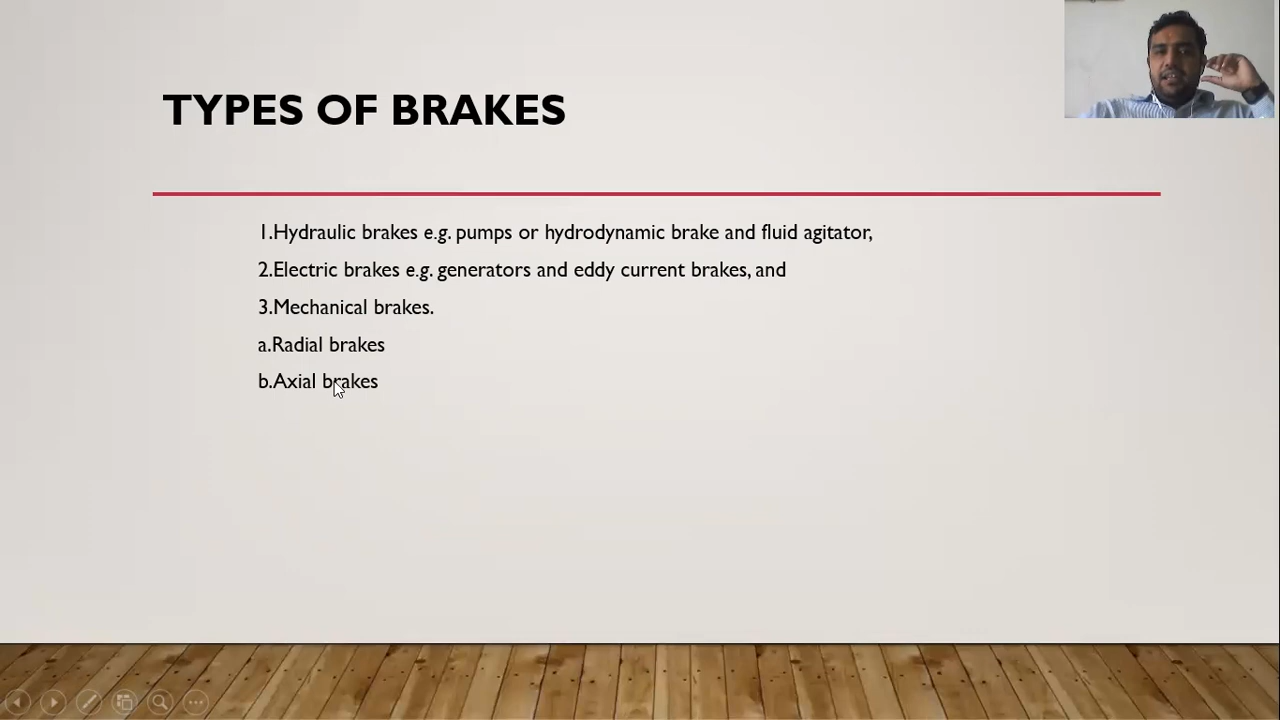 TYPES OF BRAKES
1.Hydraulic brakes e.g. pumps or hydrodynamic brake and fluid agitator,
2.Electric brakes e.g. generators and eddy current brakes, and
3.Mechanical brakes.
a.Radial brakes
b.Axial brakes